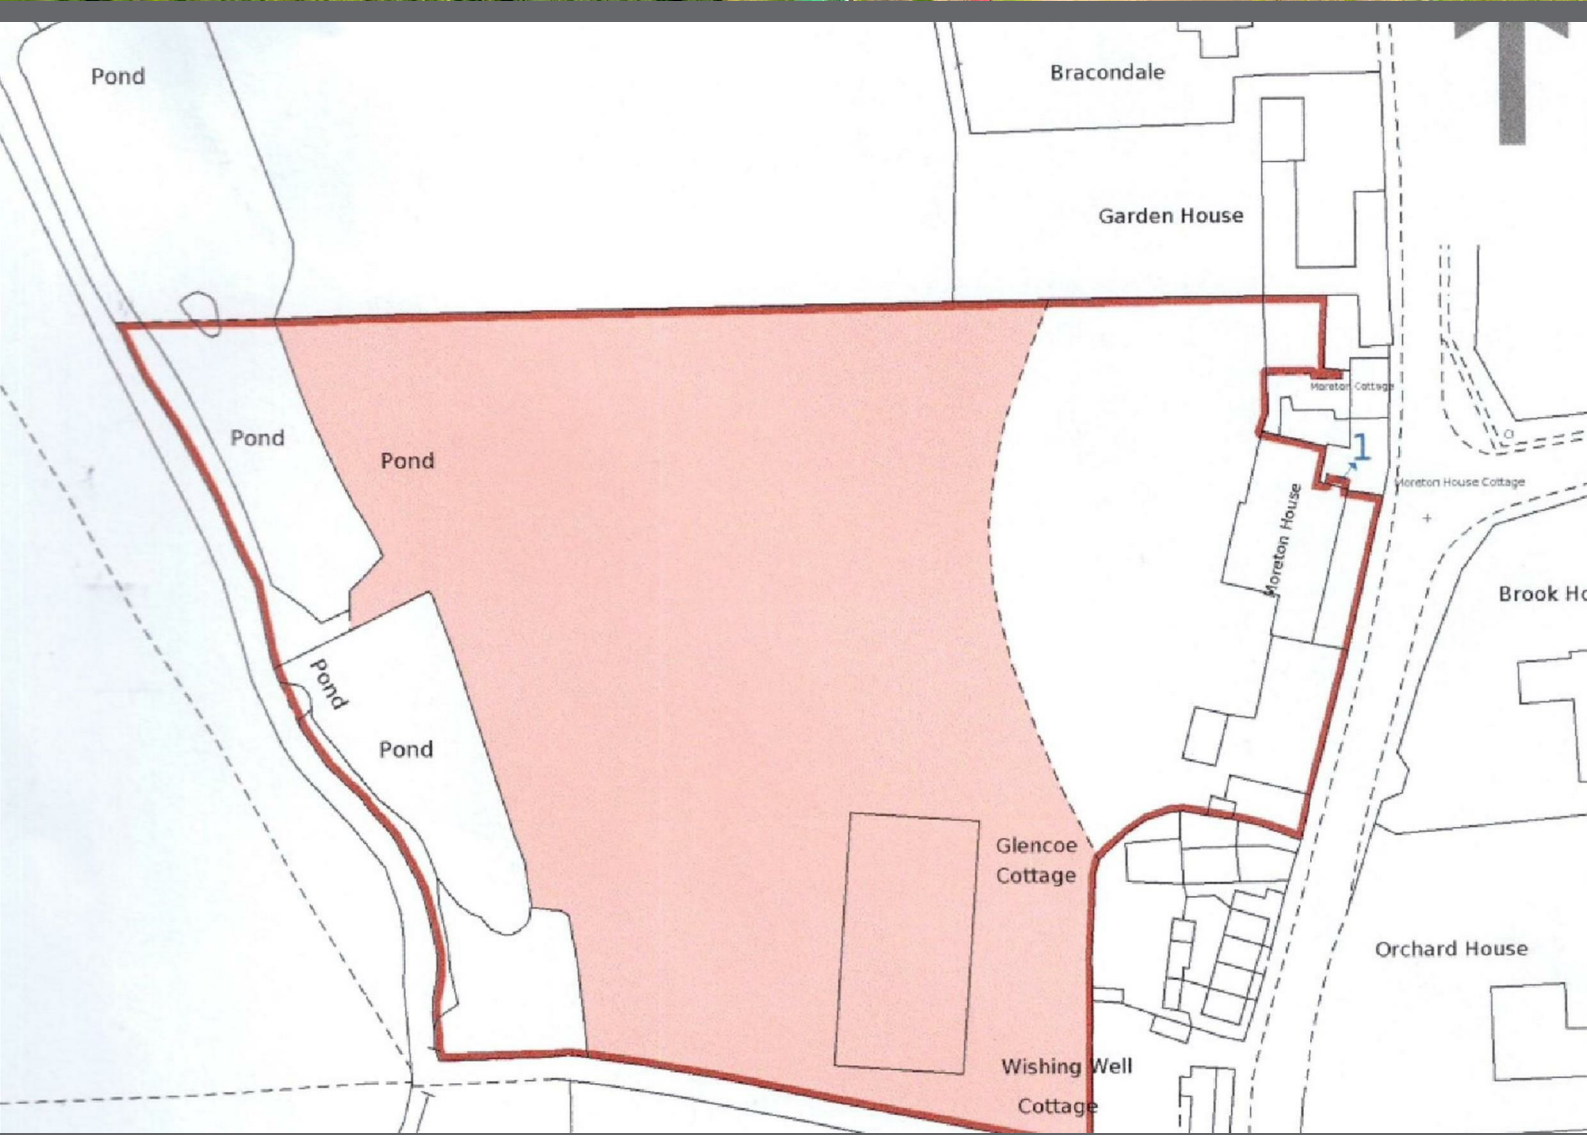 Pond
Bracondale
Garden House
Moreton Cottage
Pond
Pond
1
Moreton House Cottage
Moreton House
Brook Ho
Pond
Pond
Glencoe
Cottage
Orchard House
Wishing Well
Cottage